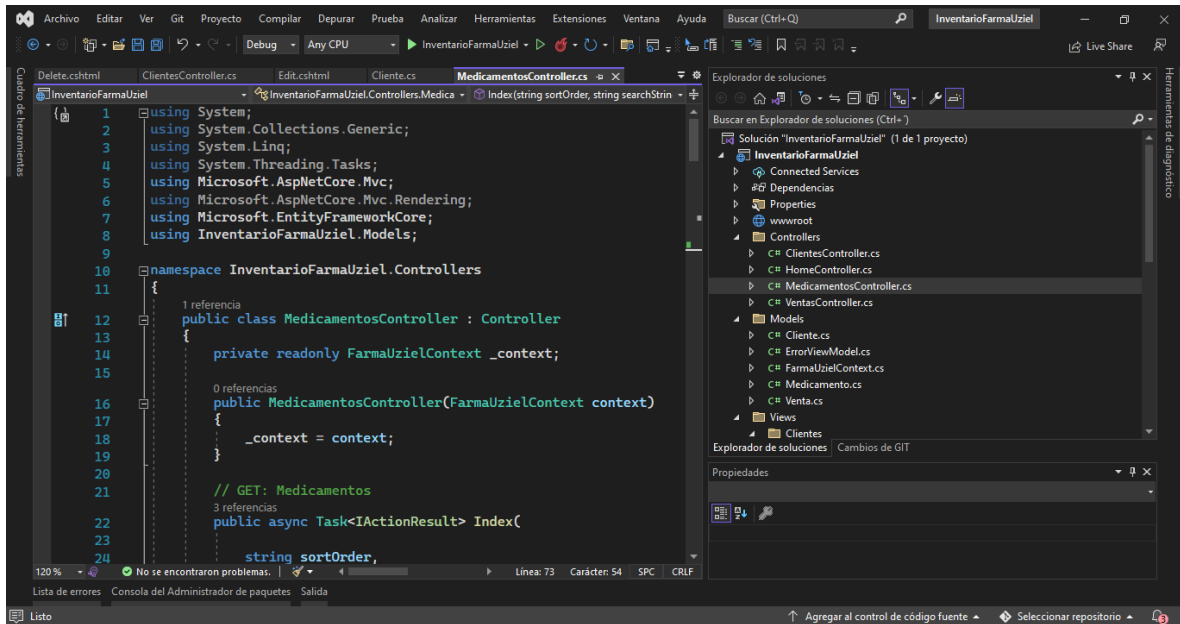 Archivo Editar Ver Git Proyecto Compilar Depurar Prueba Analizar Herramientas Extensiones Ventana Ayuda Buscar (Ctrl+Q) InventarioFarmaUziel
Debug Any CPU InventarioFarmaUziel Live Share
Cuadro de herramientas
Delete.cshtml ClientesController.cs Edit.cshtml Cliente.cs MedicamentosController.cs
InventarioFarmaUziel InventarioFarmaUziel.Controllers.Medica Index(string sortOrder, string searchStrin
1 using System;
2 using System.Collections.Generic;
3 using System.Linq;
4 using System.Threading.Tasks;
5 using Microsoft.AspNetCore.Mvc;
6 using Microsoft.AspNetCore.Mvc.Rendering;
7 using Microsoft.EntityFrameworkCore;
8 using InventarioFarmaUziel.Models;
9
10 namespace InventarioFarmaUziel.Controllers
11 {
1 referencia
12 public class MedicamentosController : Controller
13 {
14 private readonly FarmaUzielContext _context;
15
0 referencias
16 public MedicamentosController(FarmaUzielContext context)
17 {
18 _context = context;
19 }
20
21 // GET: Medicamentos
3 referencias
22 public async Task<IActionResult> Index(
23
24 string sortOrder,
120 % No se encontraron problemas. Línea: 73 Carácter: 54 SPC CRLF
Lista de errores Consola del Administrador de paquetes Salida
Explorador de soluciones
Buscar en Explorador de soluciones (Ctrl+´)
Solución "InventarioFarmaUziel" (1 de 1 proyecto)
InventarioFarmaUziel
Connected Services
Dependencias
Properties
wwwroot
Controllers
C# ClientesController.cs
C# HomeController.cs
C# MedicamentosController.cs
C# VentasController.cs
Models
C# Cliente.cs
C# ErrorViewModel.cs
C# FarmaUzielContext.cs
C# Medicamento.cs
C# Venta.cs
Views
Clientes
Explorador de soluciones Cambios de GIT
Propiedades
Herramientas de diagnóstico
Listo Agregar al control de código fuente Seleccionar repositorio 3